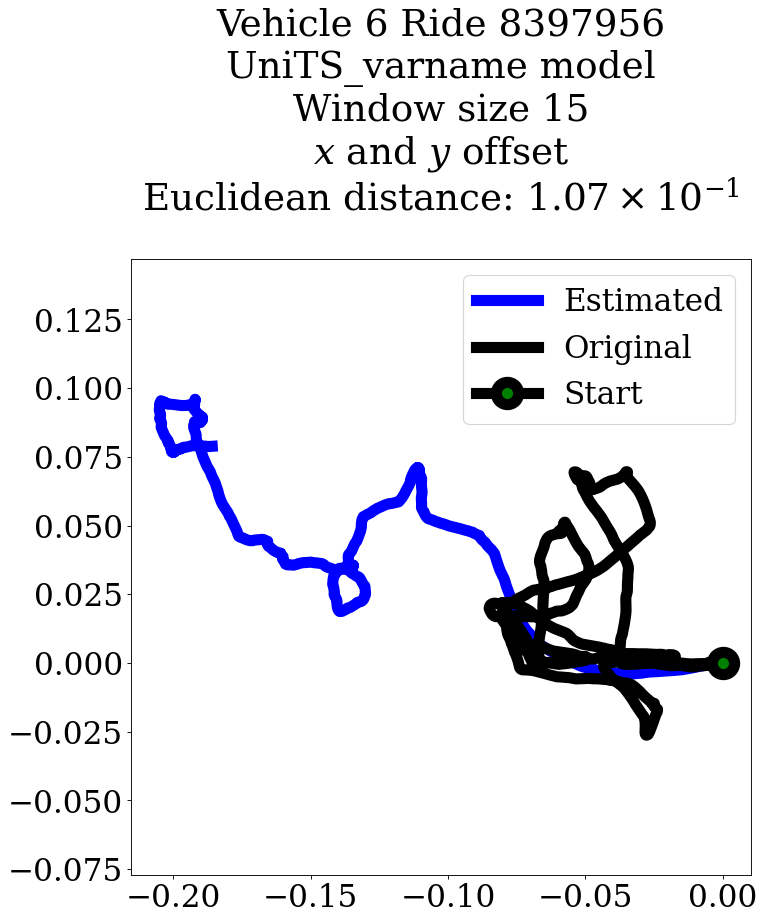 Vehicle 6 Ride 8397956
UniTS_varname model
Window size 15
x and y offset
Euclidean distance: 1.07 × 10⁻¹
Estimated
Original
Start
0.125
0.100
0.075
0.050
0.025
0.000
−0.025
−0.050
−0.075
−0.20 −0.15 −0.10 −0.05 0.00